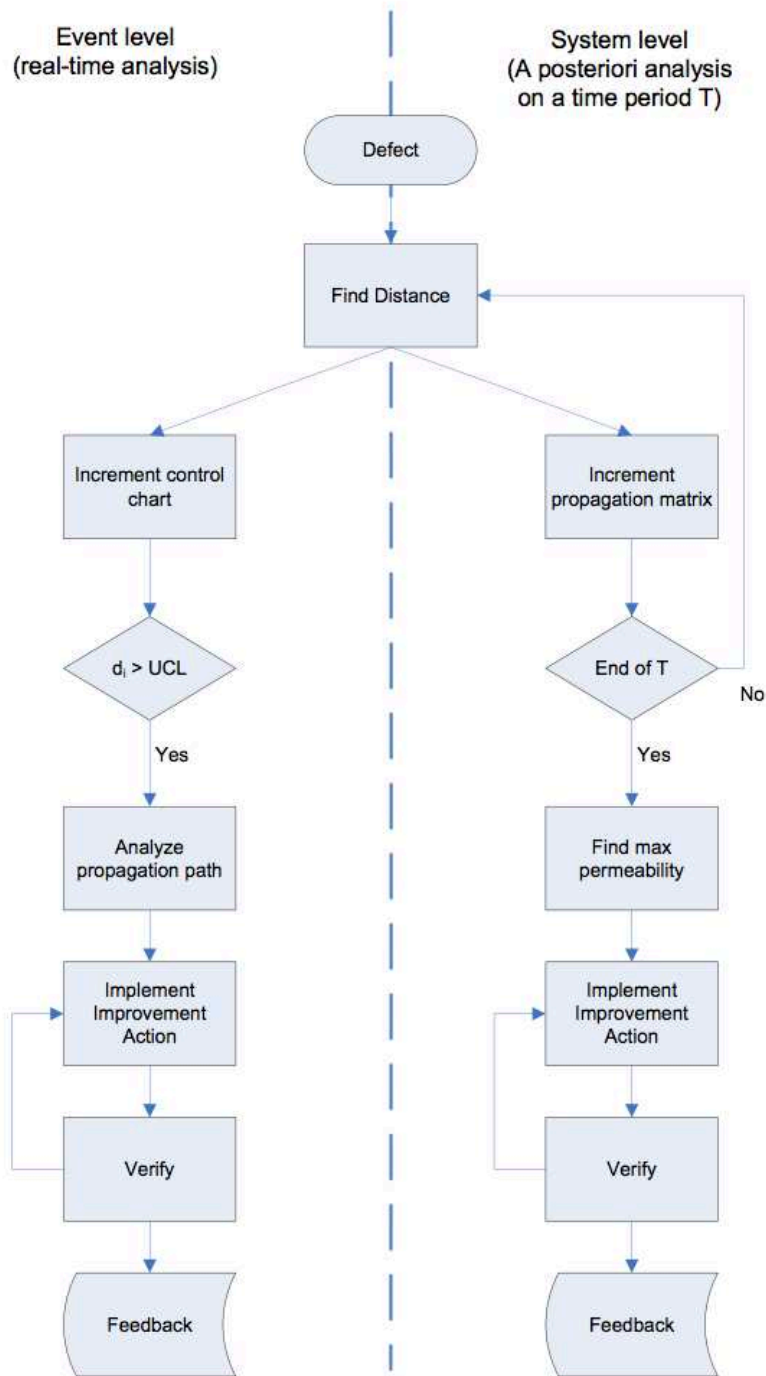 Event level
(real-time analysis)
System level
(A posteriori analysis
on a time period T)
Defect
Find Distance
Increment control
chart
Increment
propagation matrix
dᵢ > UCL
End of T
No
Yes
Yes
Analyze
propagation path
Find max
permeability
Implement
Improvement
Action
Implement
Improvement
Action
Verify
Verify
Feedback
Feedback